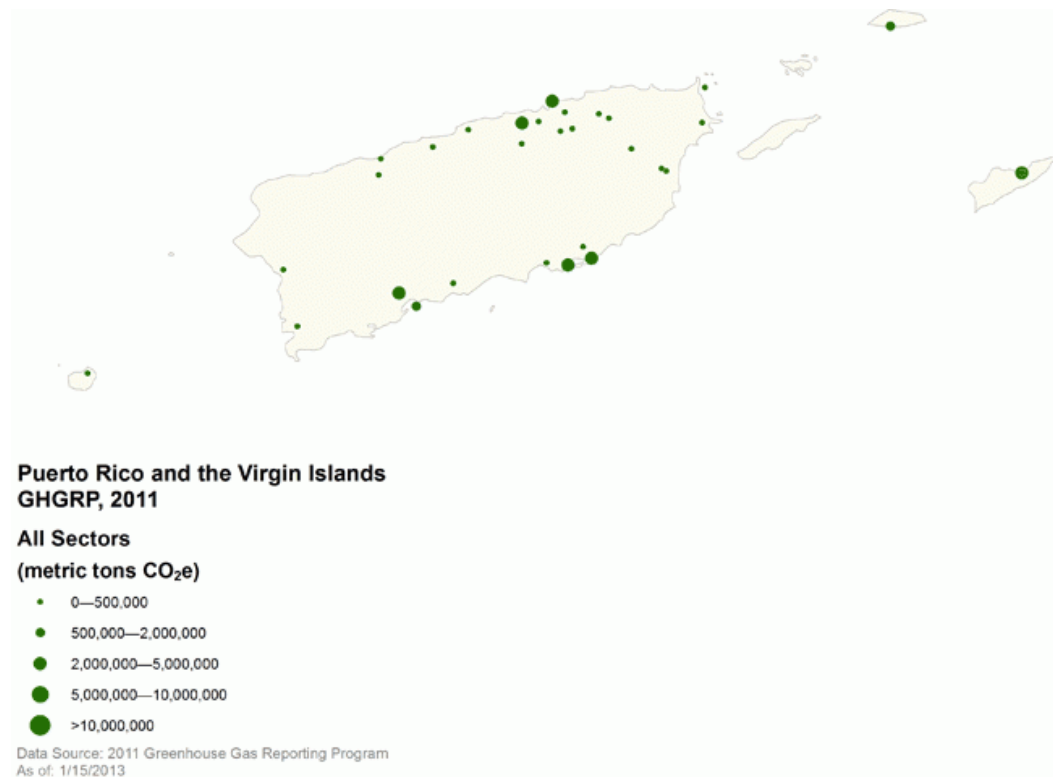 Puerto Rico and the Virgin Islands
GHGRP, 2011
All Sectors
(metric tons CO₂e)
0—500,000
500,000—2,000,000
2,000,000—5,000,000
5,000,000—10,000,000
>10,000,000
Data Source: 2011 Greenhouse Gas Reporting Program
As of: 1/15/2013